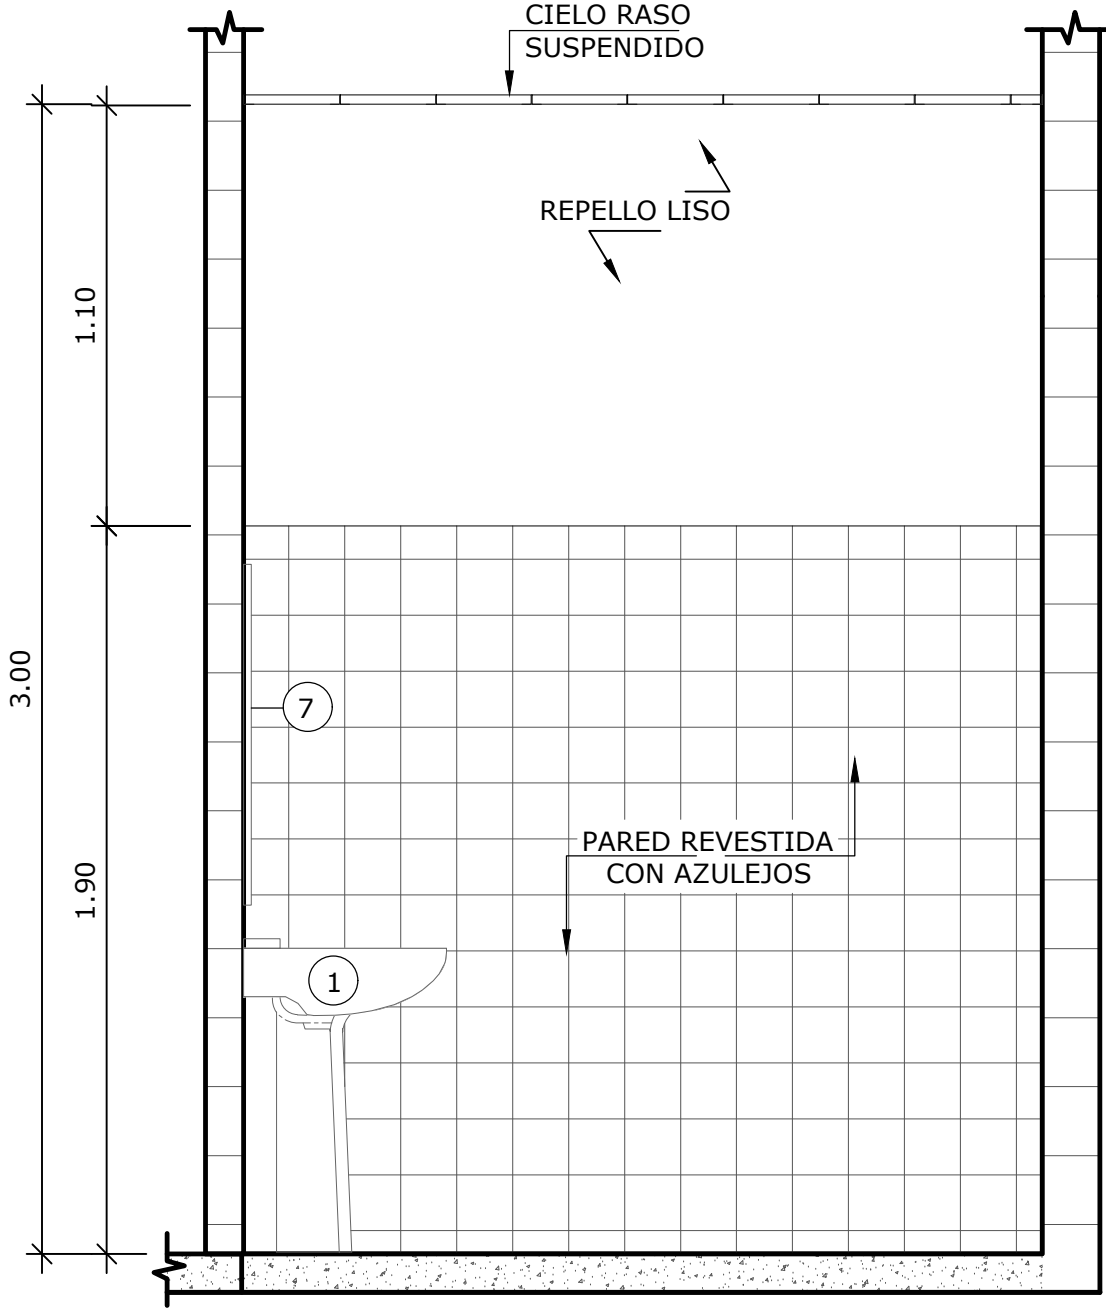 CIELO RASO
SUSPENDIDO
REPELLO LISO
1.10
3.00
7
PARED REVESTIDA
CON AZULEJOS
1.90
1